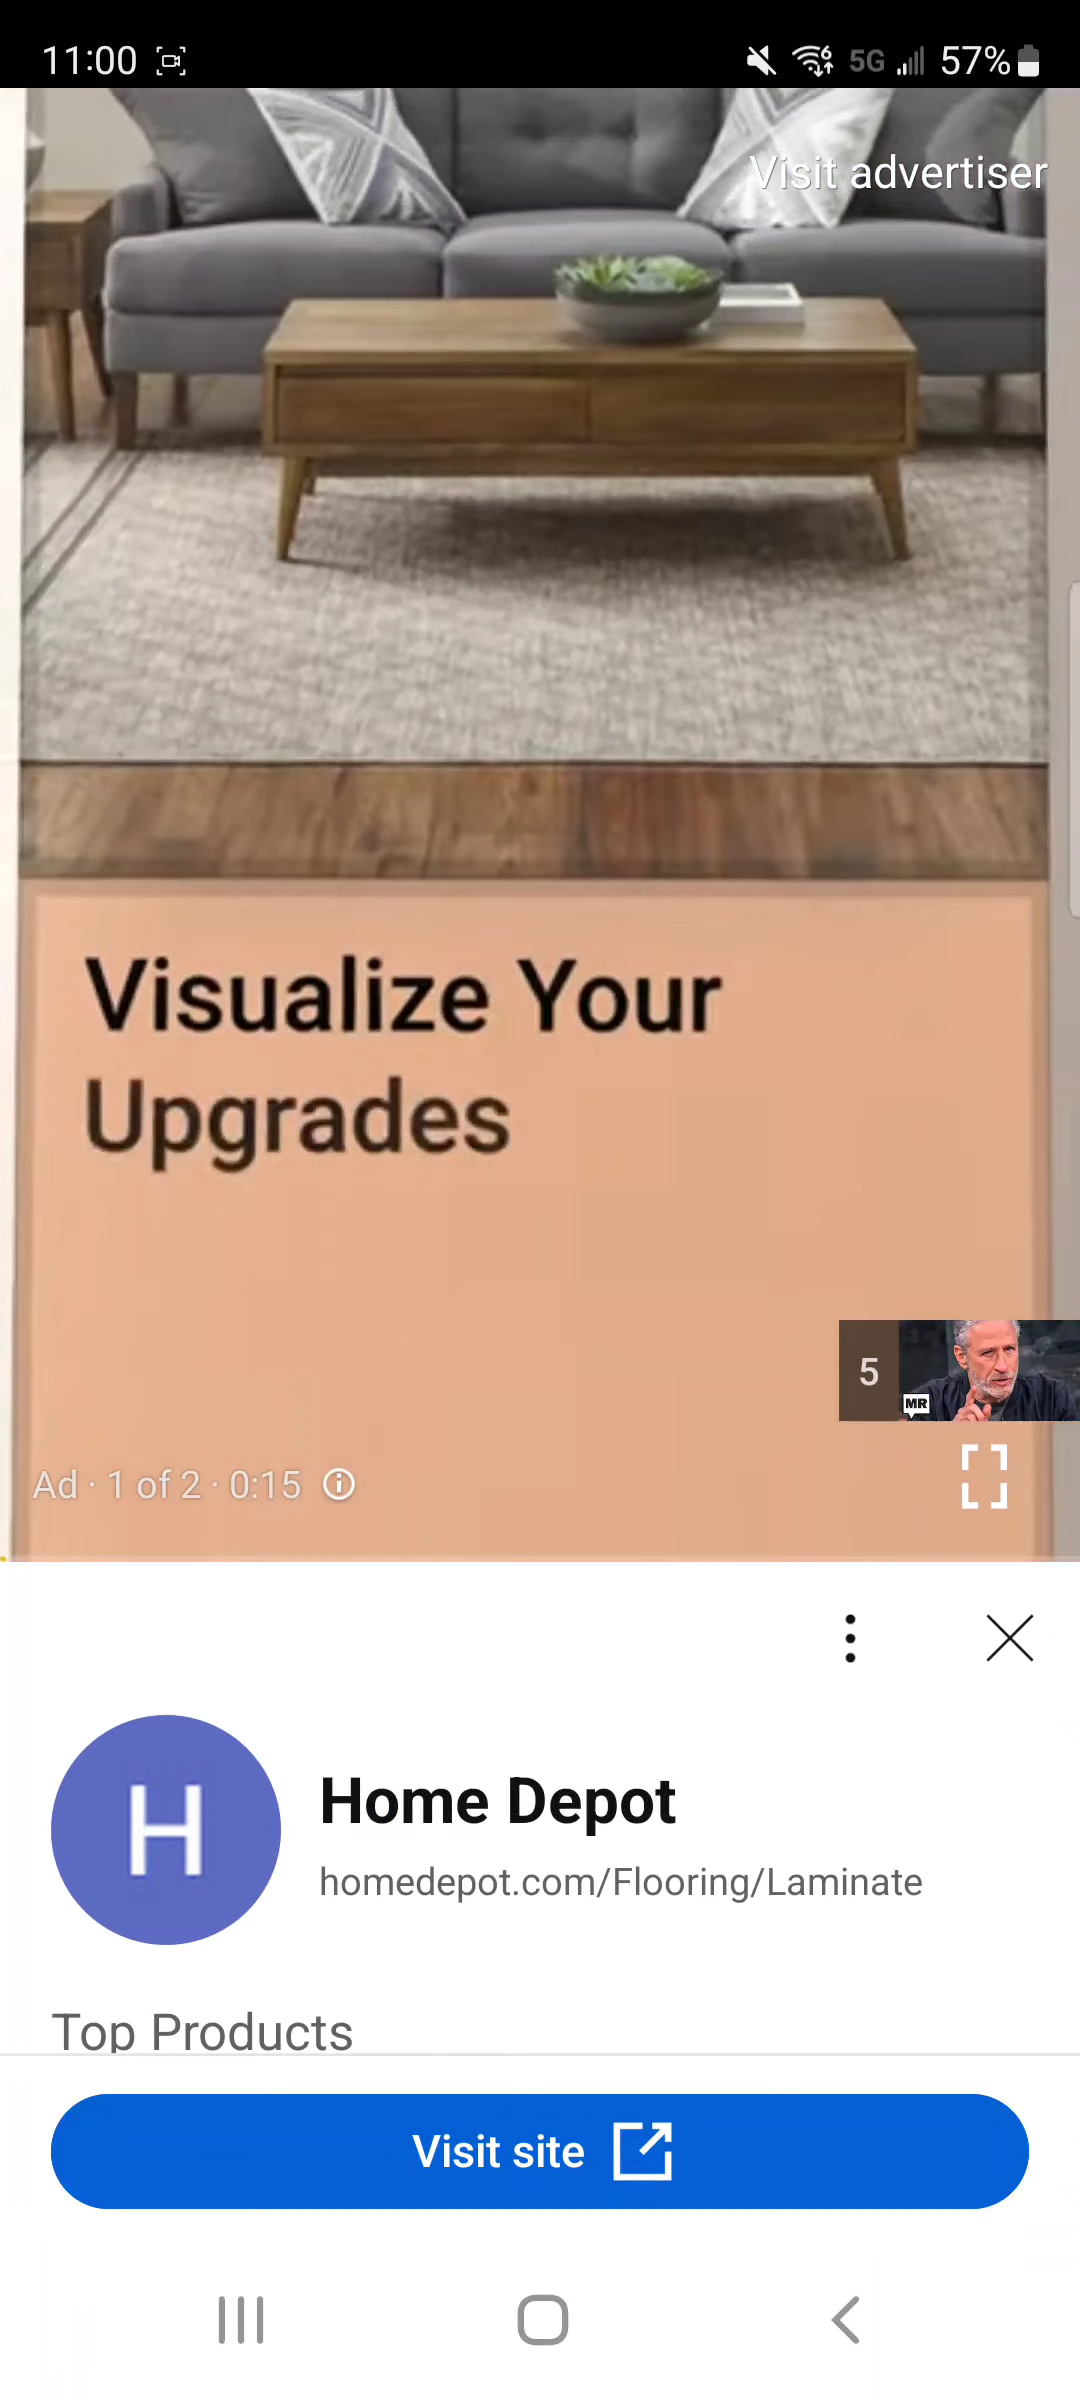 11:00
5G 57%
Visit advertiser
Visualize Your
Upgrades
5
MR
Ad · 1 of 2 · 0:15
H
Home Depot
homedepot.com/Flooring/Laminate
Top Products
Visit site